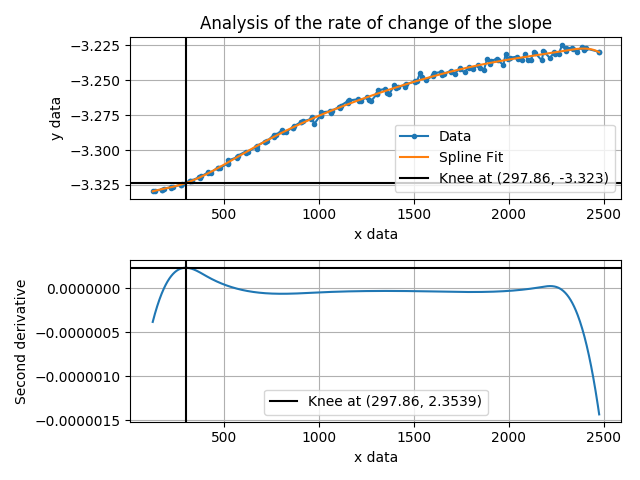 Analysis of the rate of change of the slope
−3.225
−3.250
−3.275
−3.300
−3.325
y data
Data
Spline Fit
Knee at (297.86, -3.323)
500
1000
1500
2000
2500
x data
0.0000000
−0.0000005
−0.0000010
−0.0000015
Second derivative
Knee at (297.86, 2.3539)
500
1000
1500
2000
2500
x data